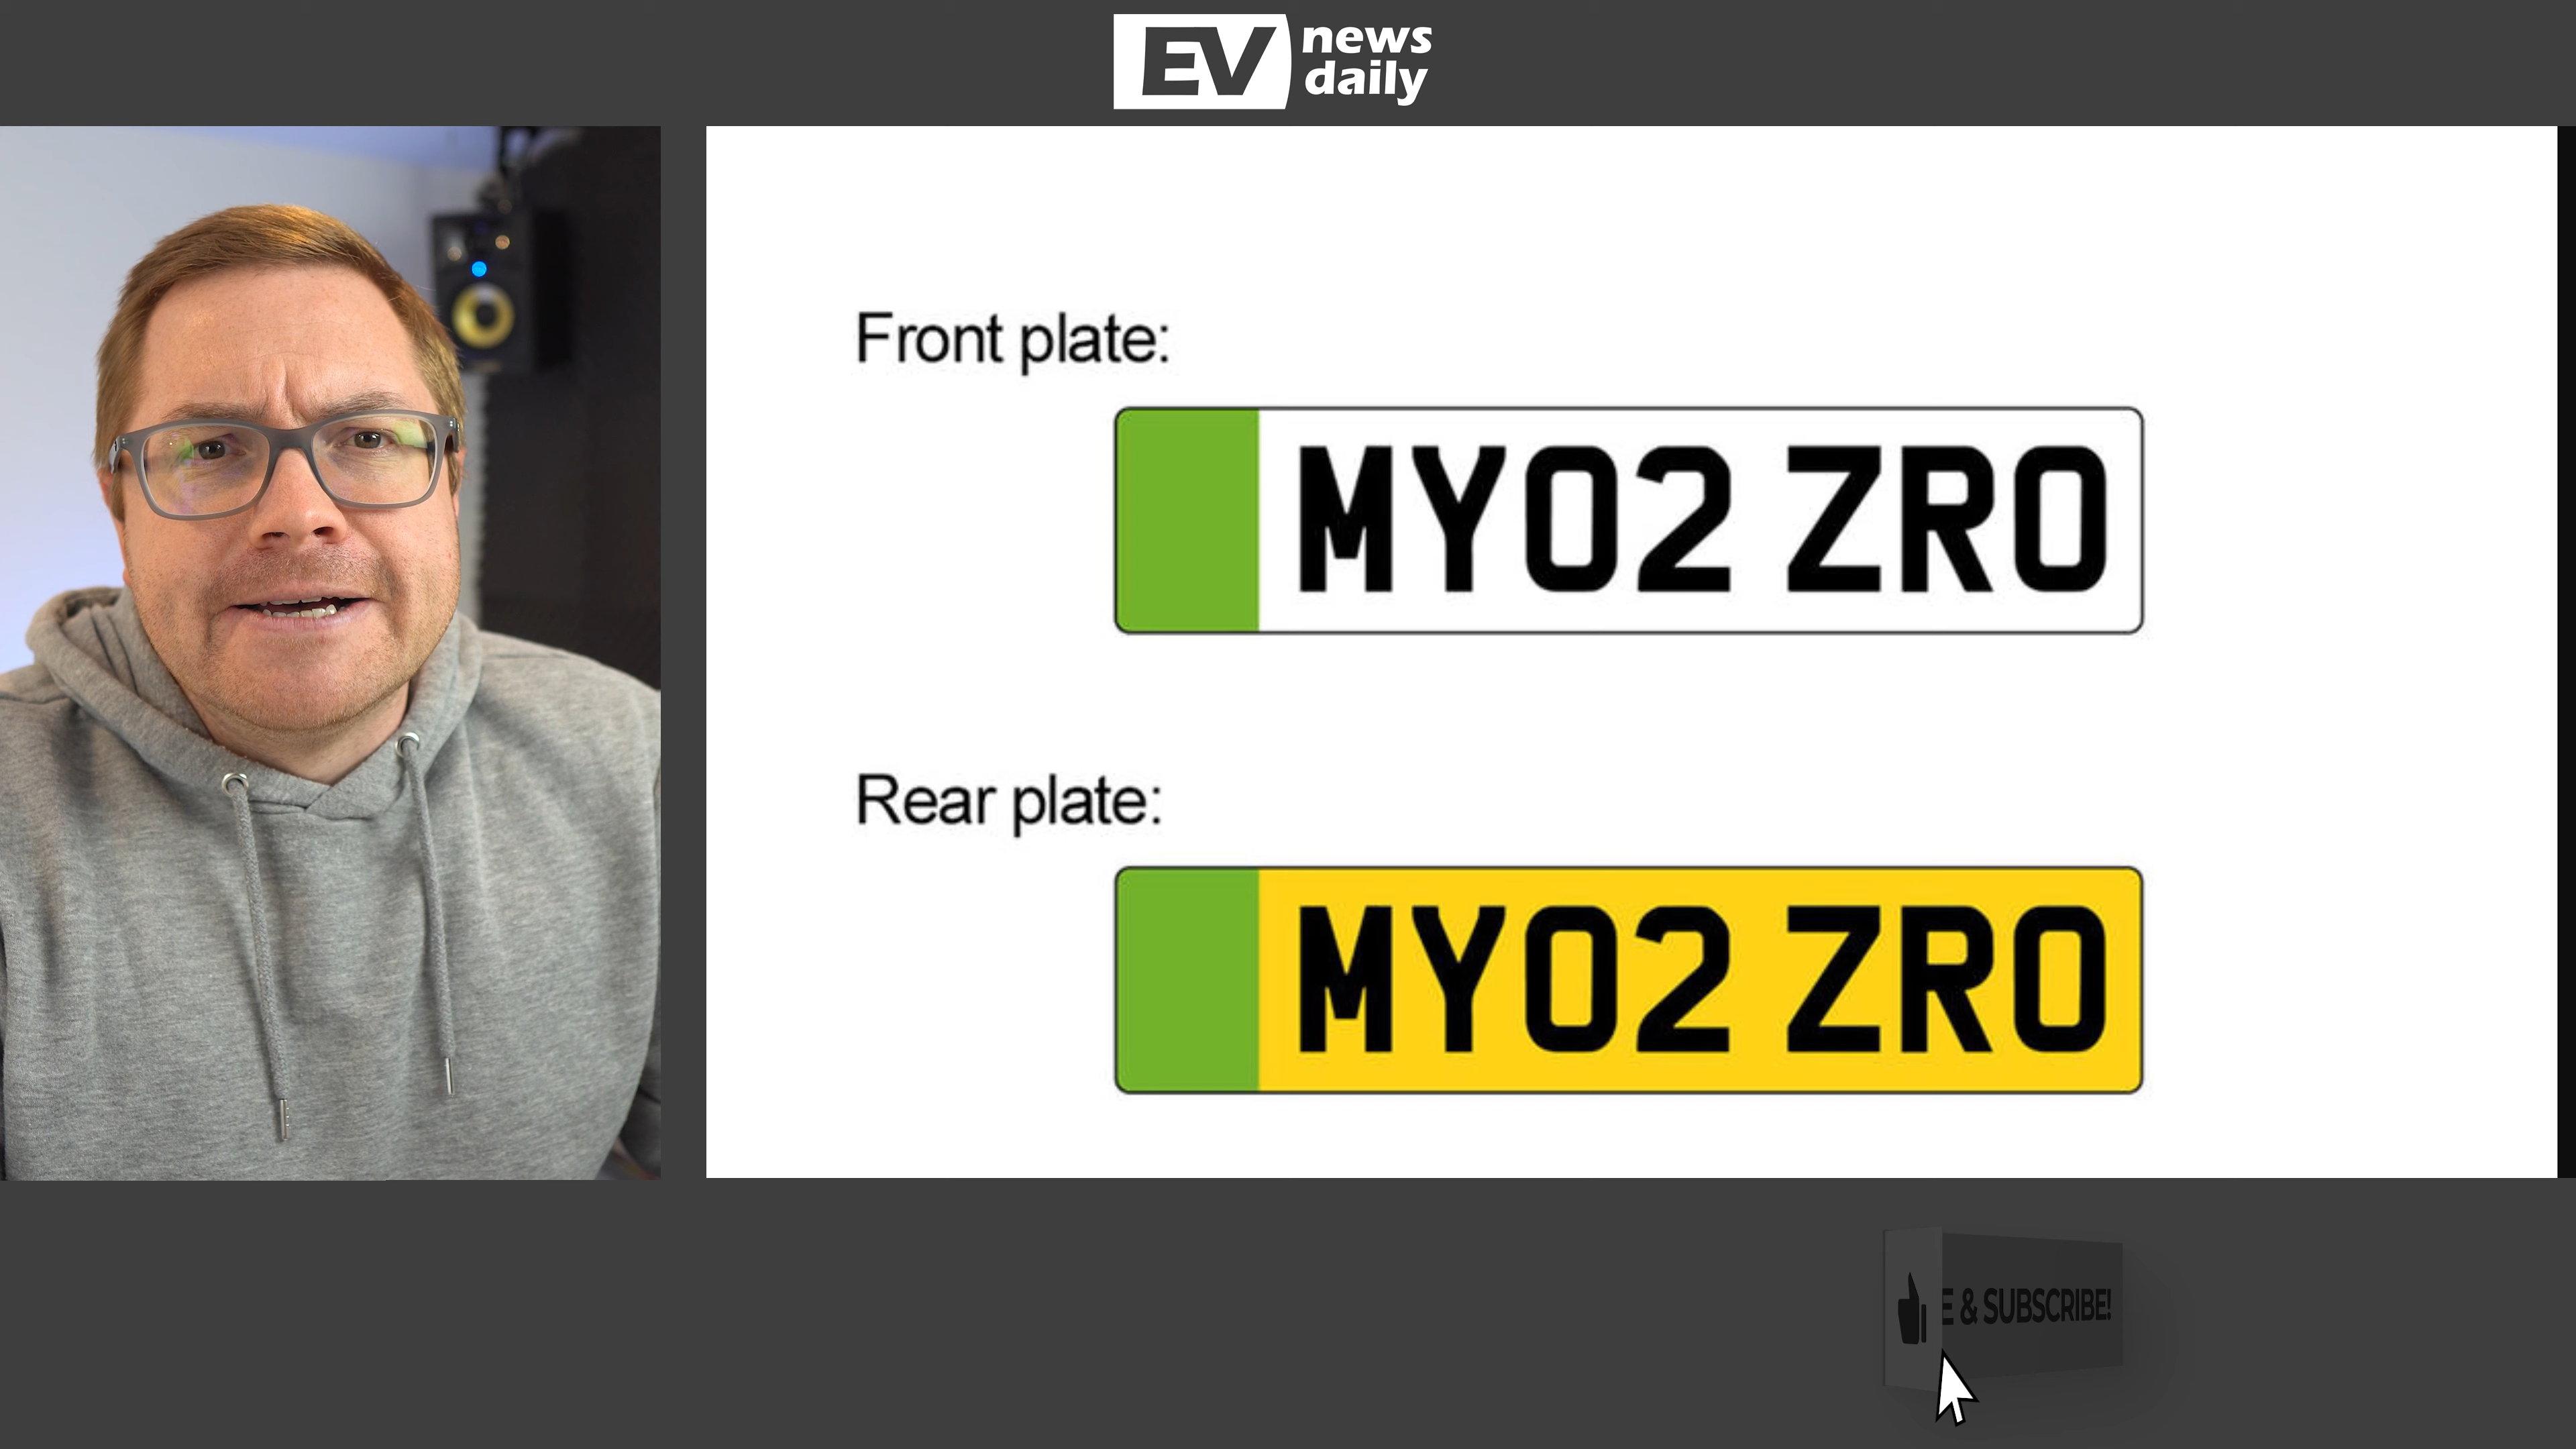 EV news
daily
Front plate:
MY02 ZRO
Rear plate:
MY02 ZRO
E & SUBSCRIBE!